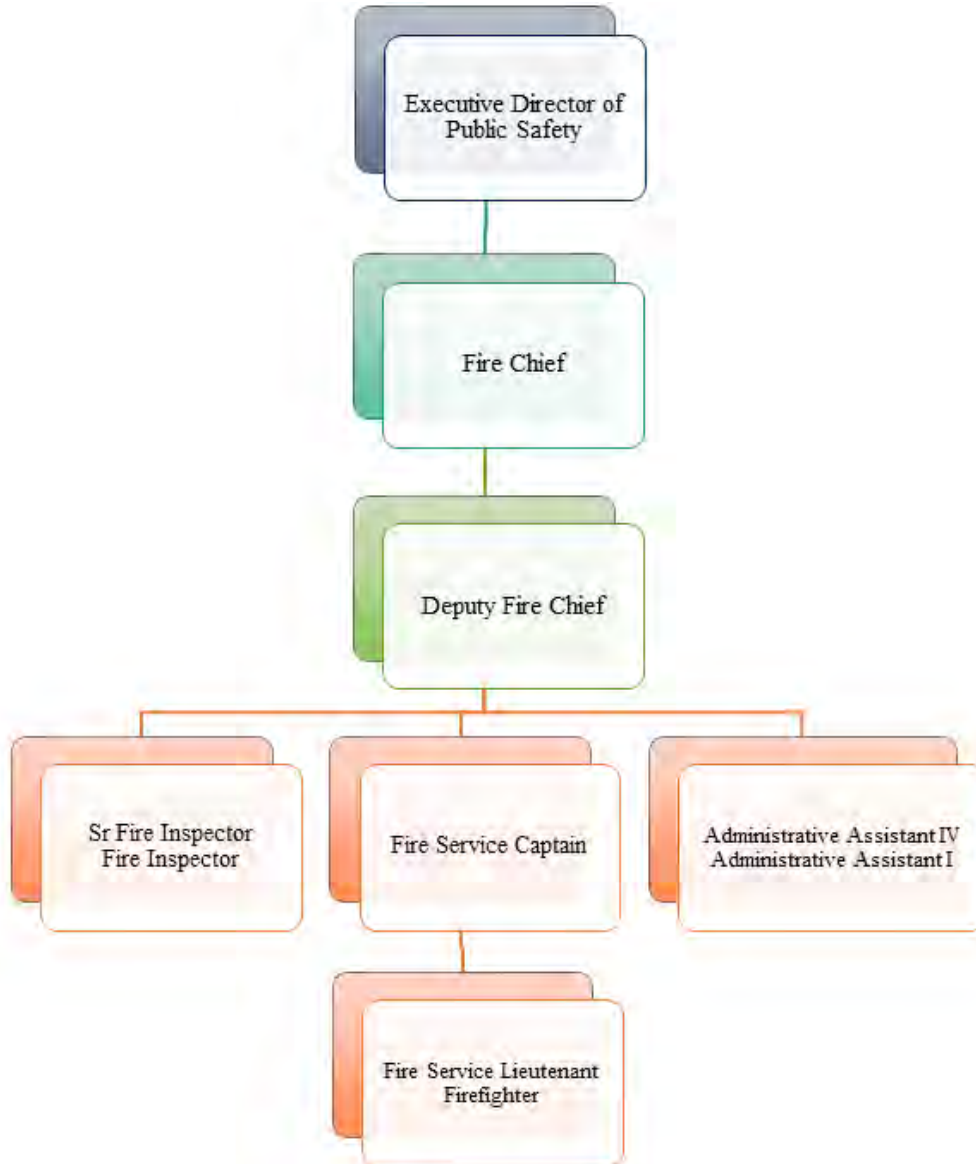 Executive Director of
Public Safety
Fire Chief
Deputy Fire Chief
Sr Fire Inspector
Fire Inspector
Fire Service Captain
Administrative Assistant IV
Administrative Assistant I
Fire Service Lieutenant
Firefighter